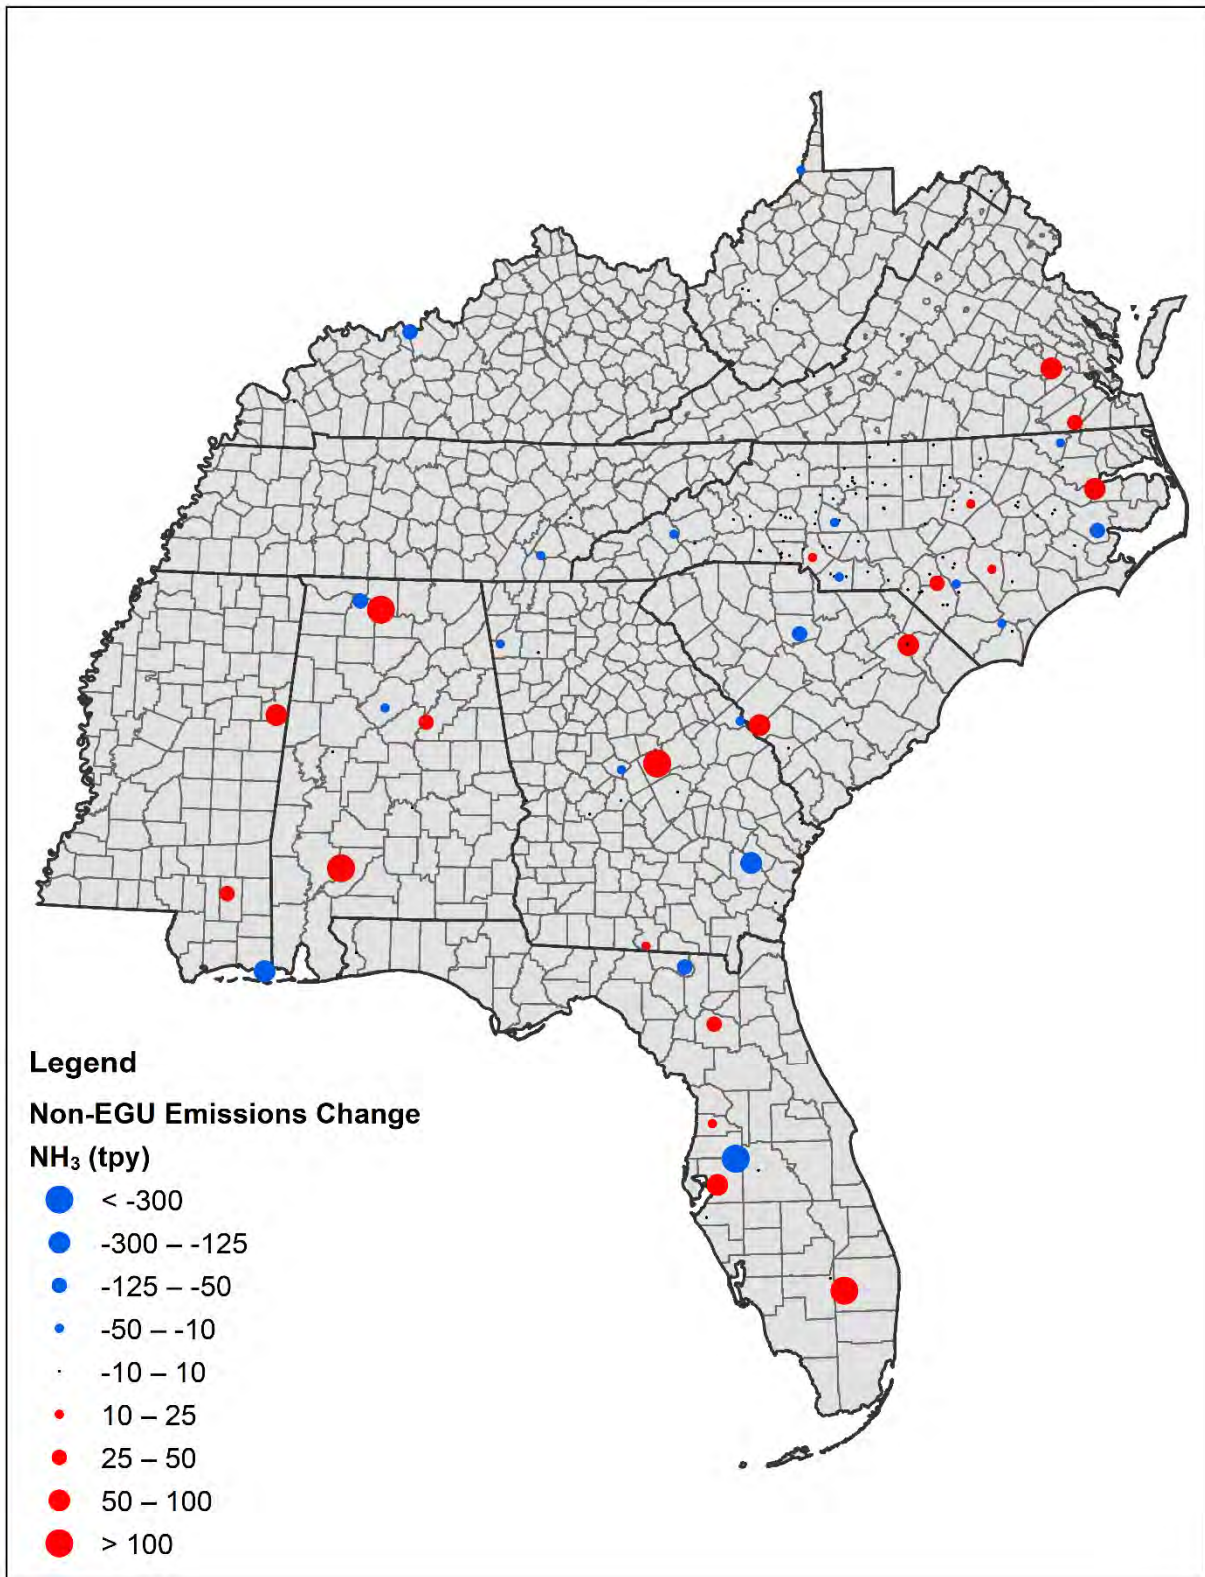 Legend
Non-EGU Emissions Change
NH₃ (tpy)
< -300
-300 – -125
-125 – -50
-50 – -10
-10 – 10
10 – 25
25 – 50
50 – 100
> 100